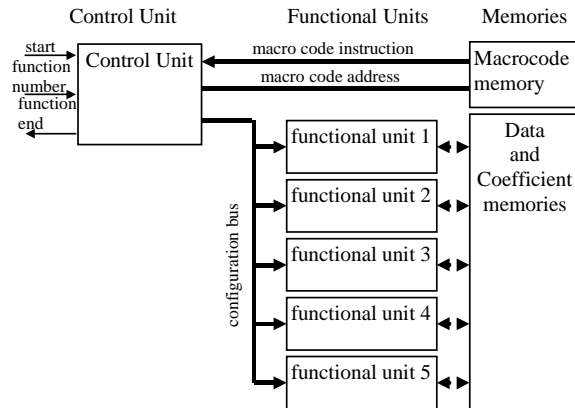 Control Unit
Functional Units
Memories
start
function
number
function
end
Control Unit
macro code instruction
macro code address
Macrocode
memory
configuration bus
functional unit 1
functional unit 2
functional unit 3
functional unit 4
functional unit 5
Data
and
Coefficient
memories